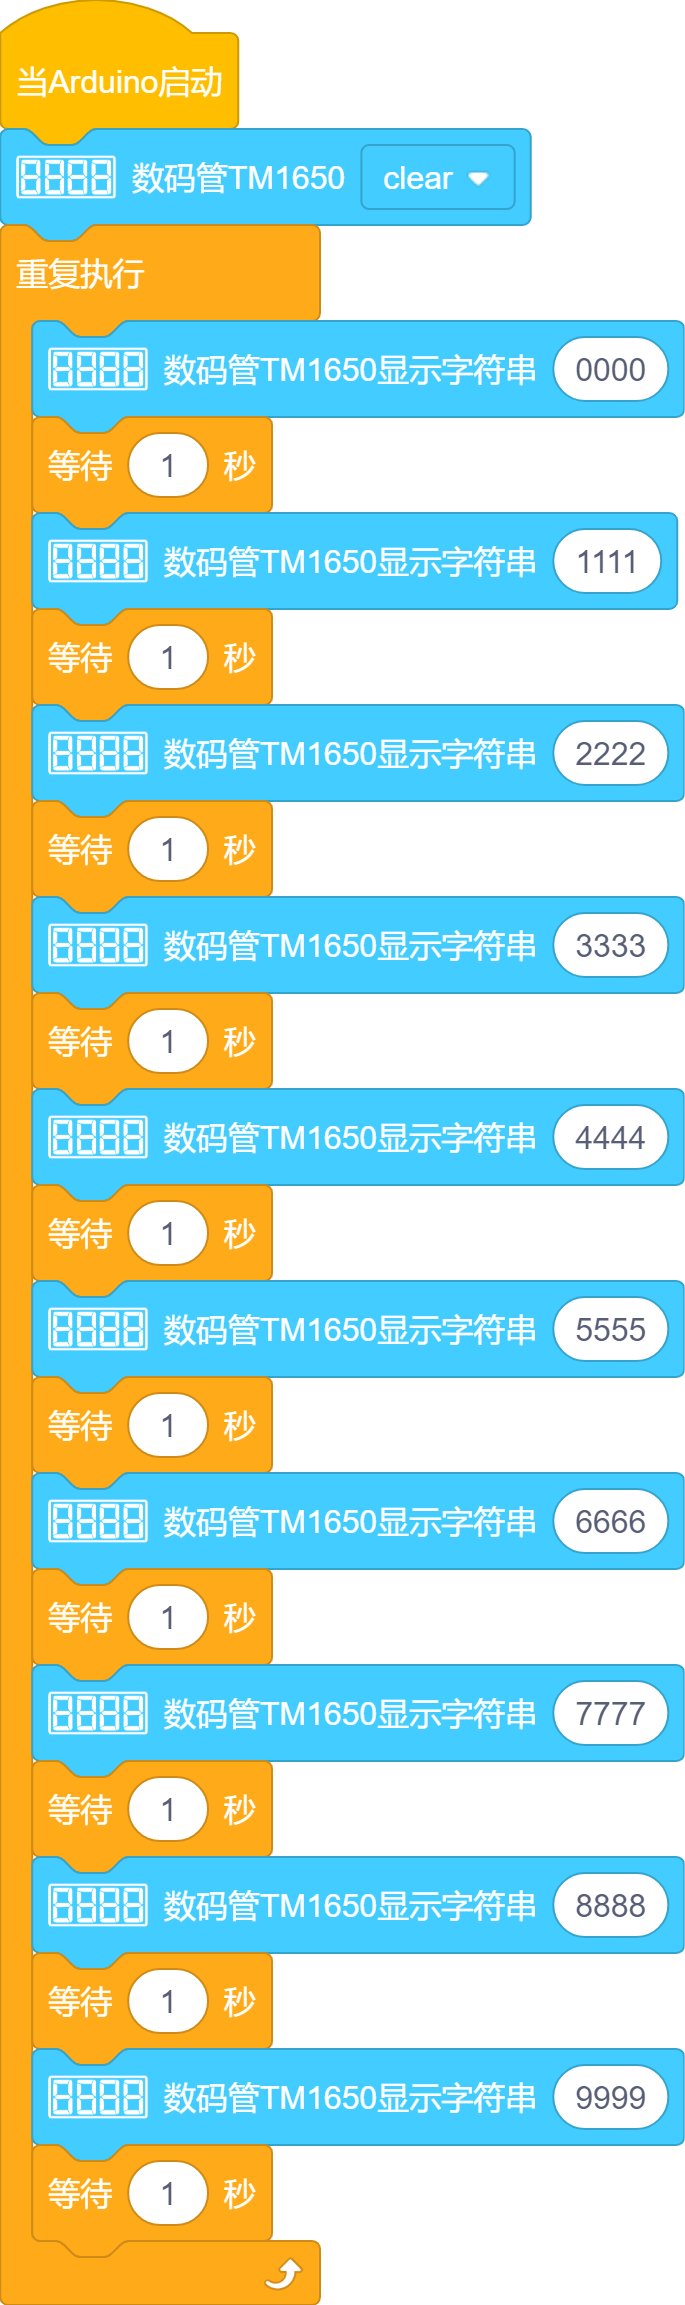 当Arduino启动
数码管TM1650 clear
重复执行
数码管TM1650显示字符串 0000
等待 1 秒
数码管TM1650显示字符串 1111
等待 1 秒
数码管TM1650显示字符串 2222
等待 1 秒
数码管TM1650显示字符串 3333
等待 1 秒
数码管TM1650显示字符串 4444
等待 1 秒
数码管TM1650显示字符串 5555
等待 1 秒
数码管TM1650显示字符串 6666
等待 1 秒
数码管TM1650显示字符串 7777
等待 1 秒
数码管TM1650显示字符串 8888
等待 1 秒
数码管TM1650显示字符串 9999
等待 1 秒